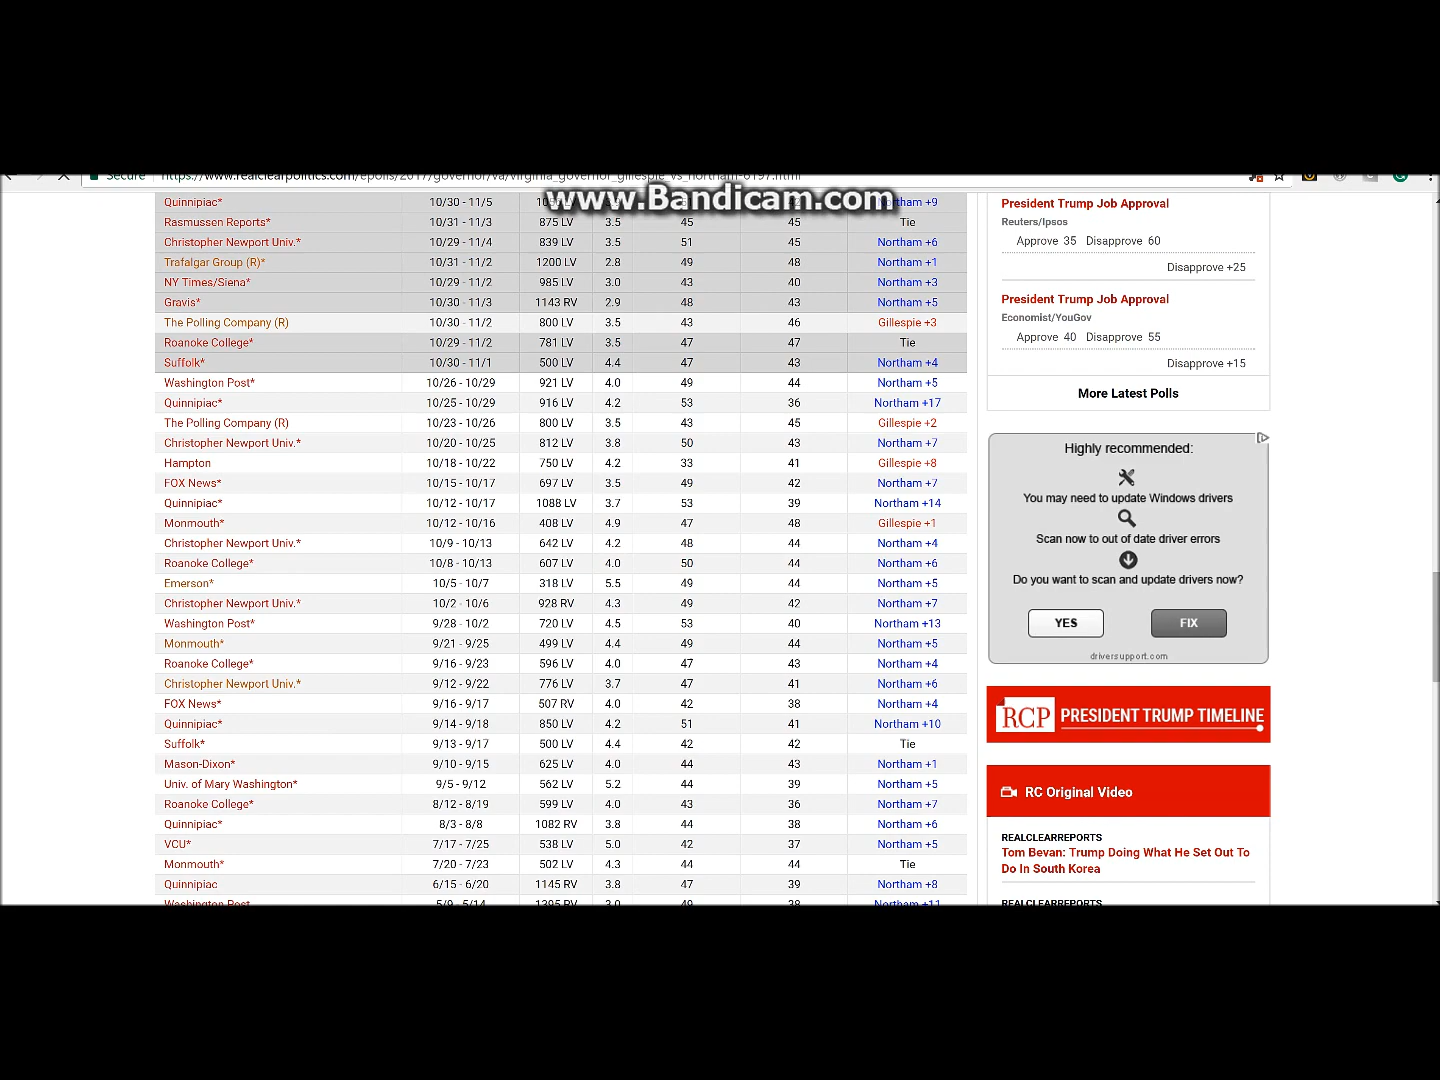 Secure https://www.realclearpolitics.com/epolls/2017/governor/va/virginia_governor_gillespie_vs_northam-6197.html
www.Bandicam.com
Quinnipiac* 10/30 - 11/5 Northam +9
Rasmussen Reports* 10/31 - 11/3 875 LV 3.5 45 45 Tie
Christopher Newport Univ.* 10/29 - 11/4 839 LV 3.5 51 45 Northam +6
Trafalgar Group (R)* 10/31 - 11/2 1200 LV 2.8 49 48 Northam +1
NY Times/Siena* 10/29 - 11/2 985 LV 3.0 43 40 Northam +3
Gravis* 10/30 - 11/3 1143 RV 2.9 48 43 Northam +5
The Polling Company (R) 10/30 - 11/2 800 LV 3.5 43 46 Gillespie +3
Roanoke College* 10/29 - 11/2 781 LV 3.5 47 47 Tie
Suffolk* 10/30 - 11/1 500 LV 4.4 47 43 Northam +4
Washington Post* 10/26 - 10/29 921 LV 4.0 49 44 Northam +5
Quinnipiac* 10/25 - 10/29 916 LV 4.2 53 36 Northam +17
The Polling Company (R) 10/23 - 10/26 800 LV 3.5 43 45 Gillespie +2
Christopher Newport Univ.* 10/20 - 10/25 812 LV 3.8 50 43 Northam +7
Hampton 10/18 - 10/22 750 LV 4.2 33 41 Gillespie +8
FOX News* 10/15 - 10/17 697 LV 3.5 49 42 Northam +7
Quinnipiac* 10/12 - 10/17 1088 LV 3.7 53 39 Northam +14
Monmouth* 10/12 - 10/16 408 LV 4.9 47 48 Gillespie +1
Christopher Newport Univ.* 10/9 - 10/13 642 LV 4.2 48 44 Northam +4
Roanoke College* 10/8 - 10/13 607 LV 4.0 50 44 Northam +6
Emerson* 10/5 - 10/7 318 LV 5.5 49 44 Northam +5
Christopher Newport Univ.* 10/2 - 10/6 928 RV 4.3 49 42 Northam +7
Washington Post* 9/28 - 10/2 720 LV 4.5 53 40 Northam +13
Monmouth* 9/21 - 9/25 499 LV 4.4 49 44 Northam +5
Roanoke College* 9/16 - 9/23 596 LV 4.0 47 43 Northam +4
Christopher Newport Univ.* 9/12 - 9/22 776 LV 3.7 47 41 Northam +6
FOX News* 9/16 - 9/17 507 RV 4.0 42 38 Northam +4
Quinnipiac* 9/14 - 9/18 850 LV 4.2 51 41 Northam +10
Suffolk* 9/13 - 9/17 500 LV 4.4 42 42 Tie
Mason-Dixon* 9/10 - 9/15 625 LV 4.0 44 43 Northam +1
Univ. of Mary Washington* 9/5 - 9/12 562 LV 5.2 44 39 Northam +5
Roanoke College* 8/12 - 8/19 599 LV 4.0 43 36 Northam +7
Quinnipiac* 8/3 - 8/8 1082 RV 3.8 44 38 Northam +6
VCU* 7/17 - 7/25 538 LV 5.0 42 37 Northam +5
Monmouth* 7/20 - 7/23 502 LV 4.3 44 44 Tie
Quinnipiac 6/15 - 6/20 1145 RV 3.8 47 39 Northam +8
Washington Post 5/9 - 5/14 1395 RV 3.0 49 38 Northam +11
President Trump Job Approval
Reuters/Ipsos
Approve 35 Disapprove 60
Disapprove +25
President Trump Job Approval
Economist/YouGov
Approve 40 Disapprove 55
Disapprove +15
More Latest Polls
Highly recommended:
You may need to update Windows drivers
Scan now to out of date driver errors
Do you want to scan and update drivers now?
YES FIX
driversupport.com
RCP PRESIDENT TRUMP TIMELINE
RC Original Video
REALCLEARREPORTS
Tom Bevan: Trump Doing What He Set Out To
Do In South Korea
REALCLEARREPORTS